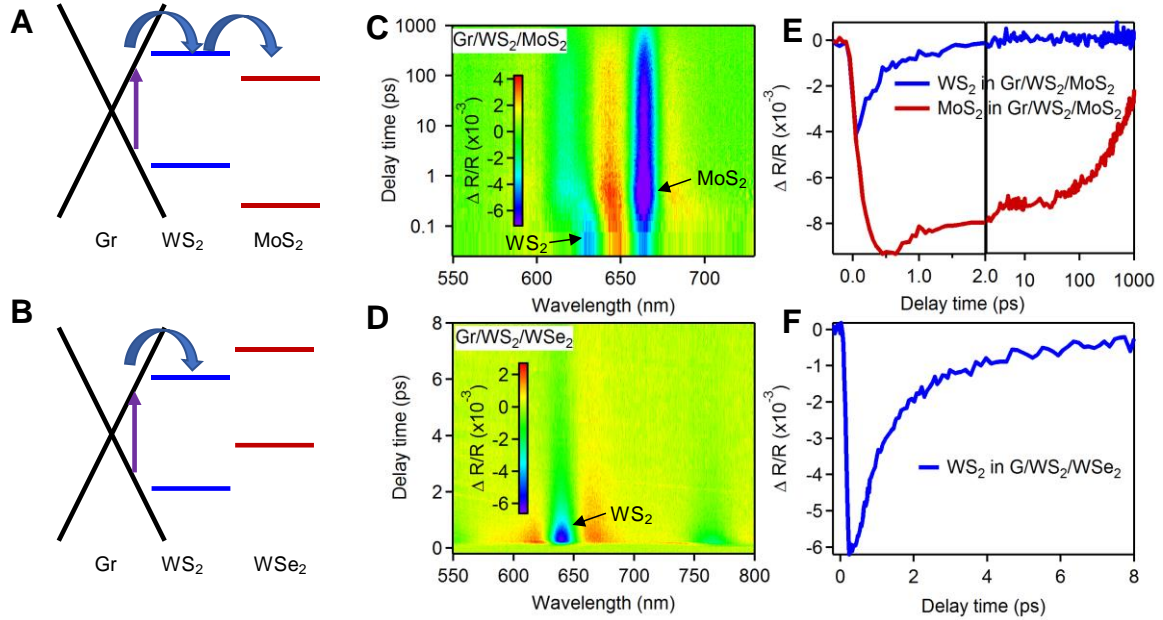 A
Gr
WS₂
MoS₂
B
Gr
WS₂
WSe₂
C
Gr/WS₂/MoS₂
Delay time (ps)
1000
100
10
1
0.1
Δ R/R (x10⁻³)
4
2
0
-2
-4
-6
MoS₂
WS₂
550
600
650
700
Wavelength (nm)
D
Gr/WS₂/WSe₂
Delay time (ps)
8
6
4
2
0
Δ R/R (x10⁻³)
2
0
-2
-4
-6
WS₂
550
600
650
700
750
800
Wavelength (nm)
E
Δ R/R (x10⁻³)
0
-2
-4
-6
-8
WS₂ in Gr/WS₂/MoS₂
MoS₂ in Gr/WS₂/MoS₂
0.0
1.0
2.0
10
100
1000
Delay time (ps)
F
Δ R/R (x10⁻³)
0
-1
-2
-3
-4
-5
-6
WS₂ in G/WS₂/WSe₂
0
2
4
6
8
Delay time (ps)